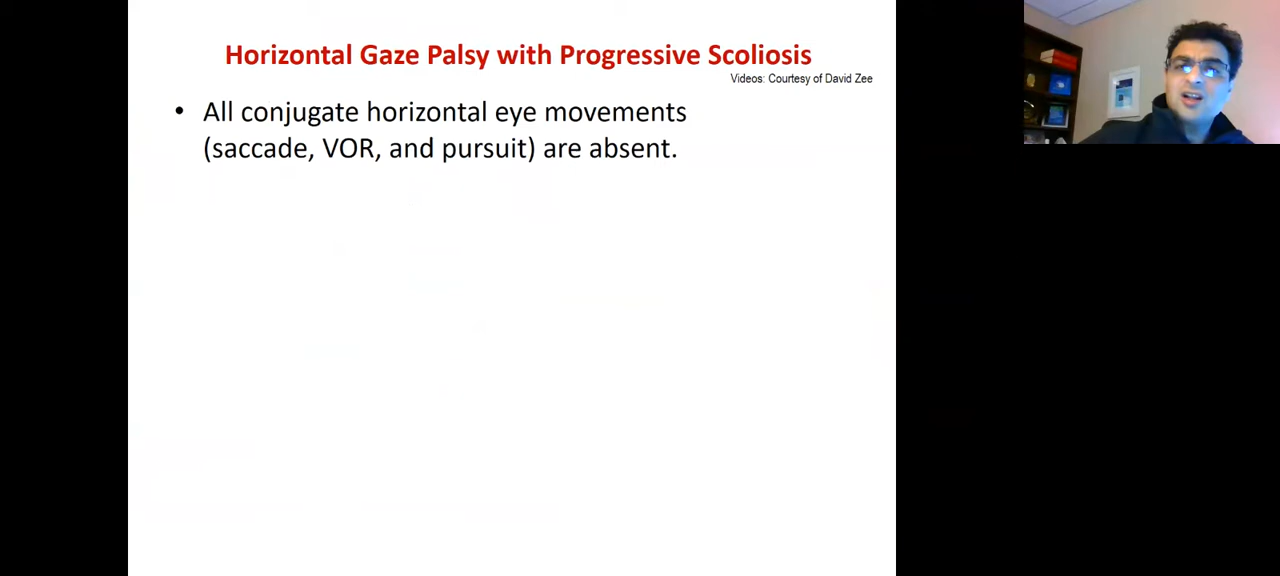 Horizontal Gaze Palsy with Progressive Scoliosis
Videos: Courtesy of David Zee
• All conjugate horizontal eye movements
(saccade, VOR, and pursuit) are absent.